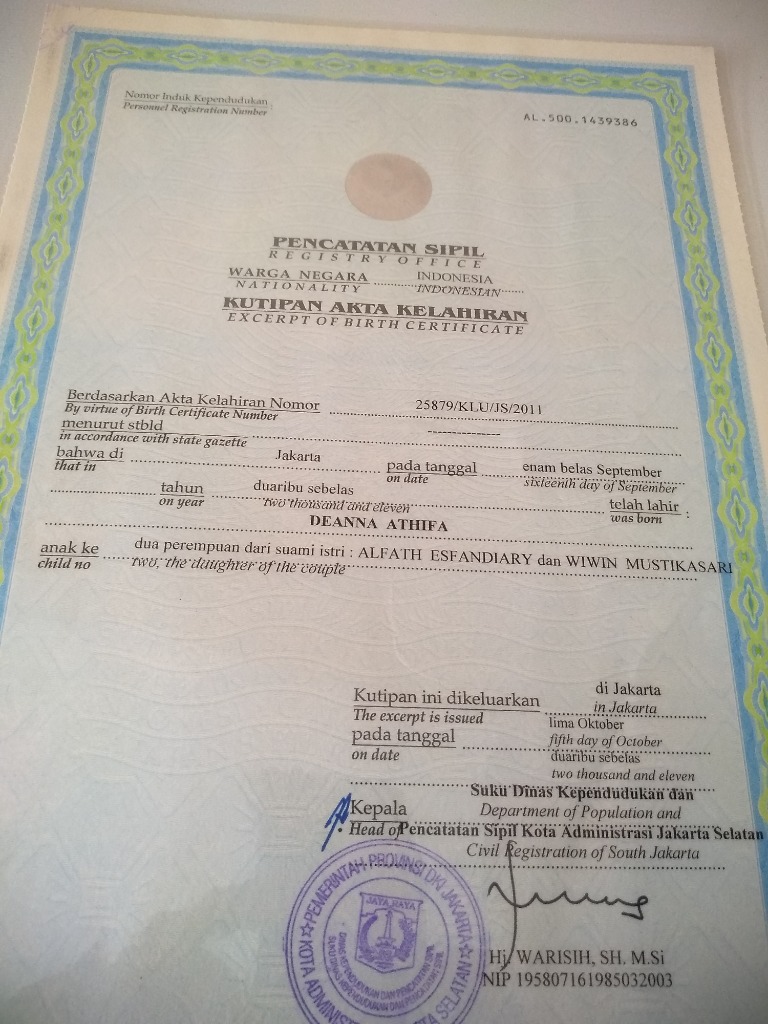 Nomor Induk Kependudukan
Personnel Registration Number
AL.500.1439386
PENCATATAN SIPIL
REGISTRY OFFICE
WARGA NEGARA INDONESIA
NATIONALITY INDONESIAN
KUTIPAN AKTA KELAHIRAN
EXCERPT OF BIRTH CERTIFICATE
Berdasarkan Akta Kelahiran Nomor 25879/KLU/JS/2011
By virtue of Birth Certificate Number
menurut stbld ---------------
in accordance with state gazette
bahwa di Jakarta pada tanggal enam belas September
that in on date sixteenth day of September
tahun duaribu sebelas telah lahir :
on year two thousand and eleven was born
DEANNA ATHIFA
anak ke dua perempuan dari suami istri : ALFATH ESFANDIARY dan WIWIN MUSTIKASARI
child no two, the daughter of the couple
Kutipan ini dikeluarkan di Jakarta
The excerpt is issued in Jakarta
pada tanggal lima Oktober
on date fifth day of October
duaribu sebelas
two thousand and eleven
Suku Dinas Kependudukan dan
Kepala Department of Population and
Head of Pencatatan Sipil Kota Administrasi Jakarta Selatan
Civil Registration of South Jakarta
PEMERINTAH PROVINSI DKI JAKARTA
JAYA RAYA
Hj. WARISIH, SH. M.Si
NIP 195807161985032003